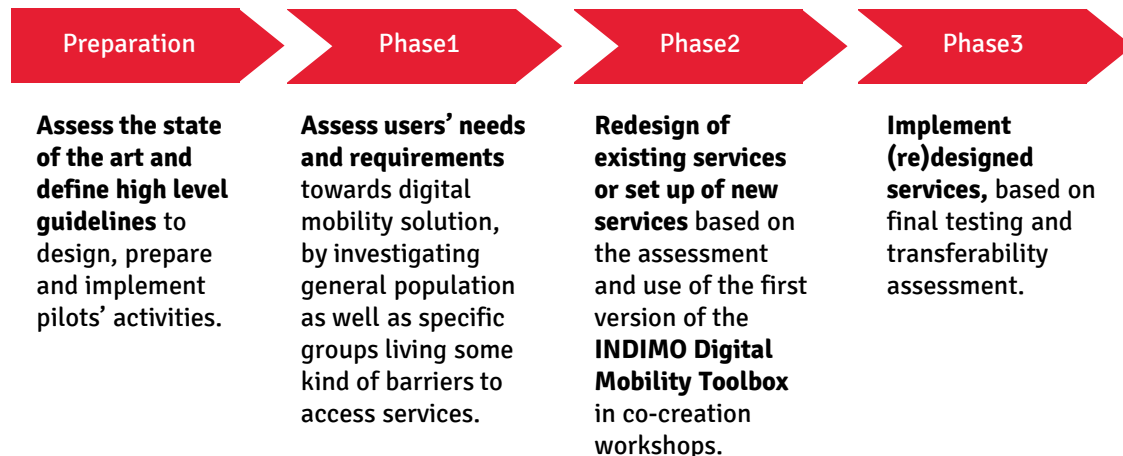 Preparation
Assess the state
of the art and
define high level
guidelines to
design, prepare
and implement
pilots’ activities.
Phase1
Assess users’ needs
and requirements
towards digital
mobility solution,
by investigating
general population
as well as specific
groups living some
kind of barriers to
access services.
Phase2
Redesign of
existing services
or set up of new
services based on
the assessment
and use of the first
version of the
INDIMO Digital
Mobility Toolbox
in co-creation
workshops.
Phase3
Implement
(re)designed
services, based on
final testing and
transferability
assessment.